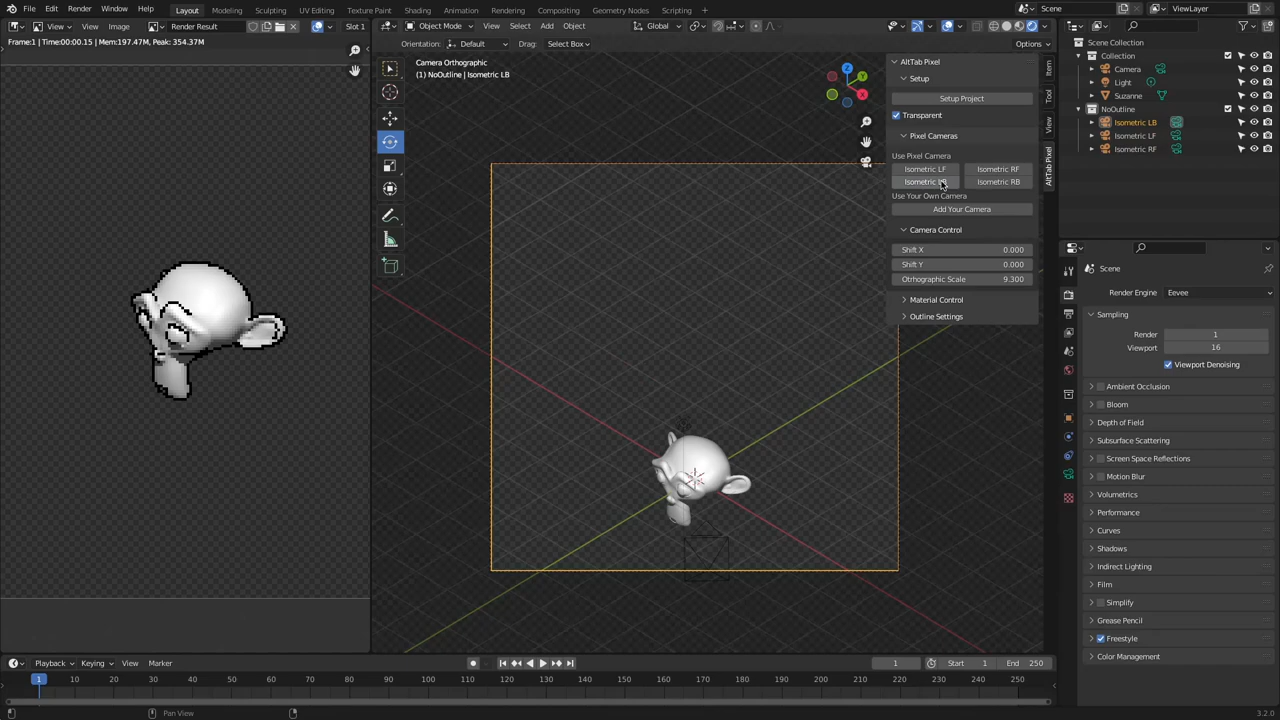 File Edit Render Window Help Layout Modeling Sculpting UV Editing Texture Paint Shading Animation Rendering Compositing Geometry Nodes Scripting Scene ViewLayer
View View Image Render Result Slot 1
Frame:1 | Time:00:00.15 | Mem:197.47M, Peak: 354.37M
Object Mode View Select Add Object Global
Orientation: Default Drag: Select Box Options
Camera Orthographic
(1) NoOutline | Isometric LB
Z
Y
X
AltTab Pixel
Setup
Setup Project
Transparent
Pixel Cameras
Use Pixel Camera
Isometric LF Isometric RF
Isometric Isometric RB
Use Your Own Camera
Add Your Camera
Camera Control
Shift X 0.000
Shift Y 0.000
Orthographic Scale 9.300
Material Control
Outline Settings
Item
Tool
View
AltTab Pixel
Scene Collection
Collection
Camera
Light
Suzanne
NoOutline
Isometric LB
Isometric LF
Isometric RF
Scene
Render Engine Eevee
Sampling
Render 1
Viewport 16
Viewport Denoising
Ambient Occlusion
Bloom
Depth of Field
Subsurface Scattering
Screen Space Reflections
Motion Blur
Volumetrics
Performance
Curves
Shadows
Indirect Lighting
Film
Simplify
Grease Pencil
Freestyle
Color Management
Playback Keying View Marker 1 Start 1 End 250
1 10 20 30 40 50 60 70 80 90 100 110 120 130 140 150 160 170 180 190 200 210 220 230 240 250
Pan View 3.2.0